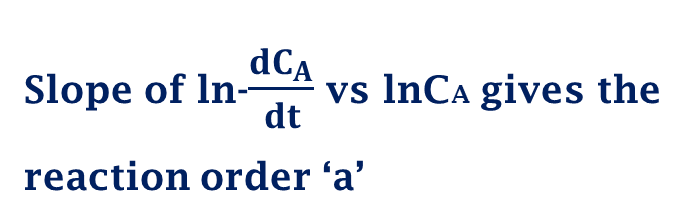 Slope of ln-dCA/dt vs lnCA gives the
reaction order ‘a’